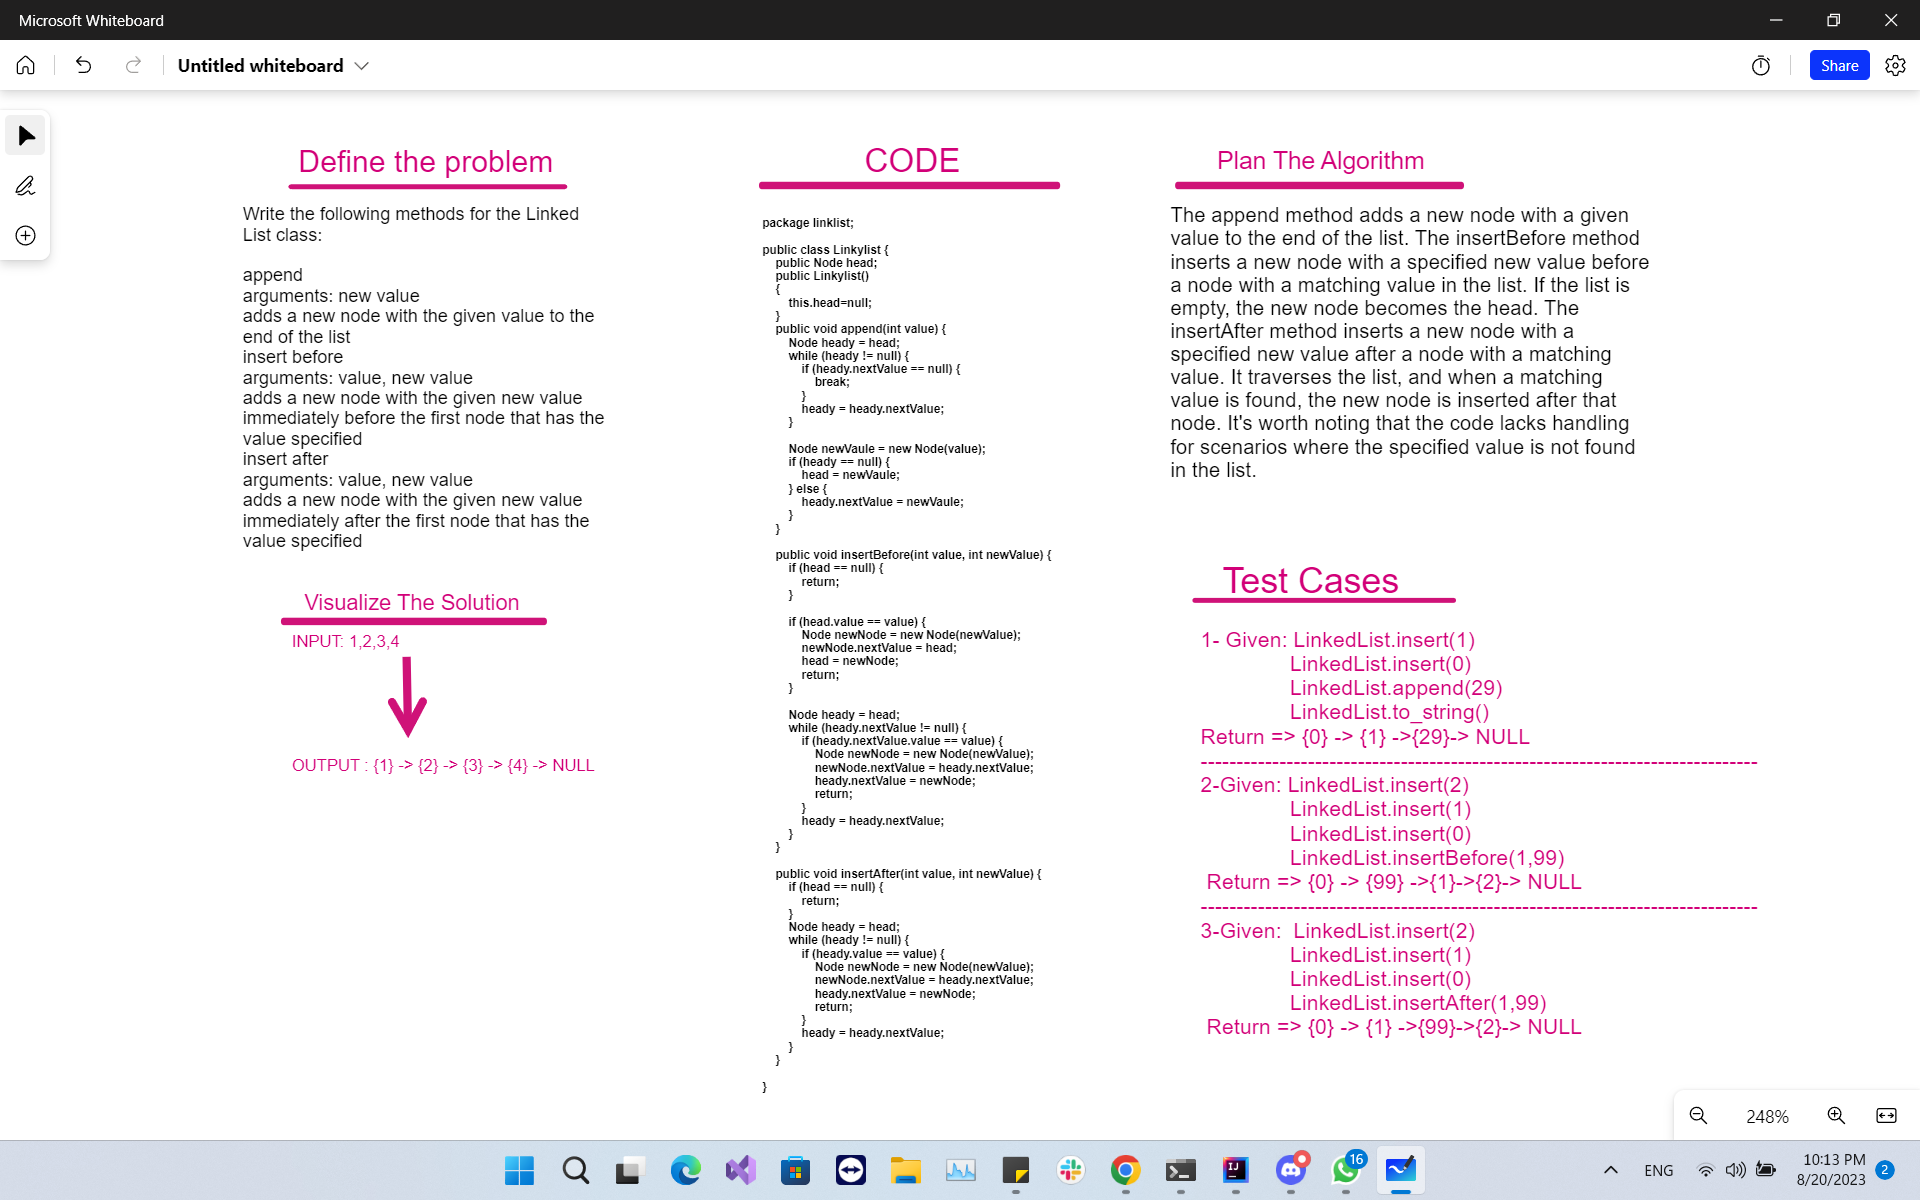 Microsoft Whiteboard
Untitled whiteboard
Share
Define the problem
Write the following methods for the Linked
List class:
append
arguments: new value
adds a new node with the given value to the
end of the list
insert before
arguments: value, new value
adds a new node with the given new value
immediately before the first node that has the
value specified
insert after
arguments: value, new value
adds a new node with the given new value
immediately after the first node that has the
value specified
Visualize The Solution
INPUT: 1,2,3,4
OUTPUT : {1} -> {2} -> {3} -> {4} -> NULL
CODE
package linklist;
public class Linkylist {
public Node head;
public Linkylist()
{
this.head=null;
}
public void append(int value) {
Node heady = head;
while (heady != null) {
if (heady.nextValue == null) {
break;
}
heady = heady.nextValue;
}
Node newVaule = new Node(value);
if (heady == null) {
head = newVaule;
} else {
heady.nextValue = newVaule;
}
}
public void insertBefore(int value, int newValue) {
if (head == null) {
return;
}
if (head.value == value) {
Node newNode = new Node(newValue);
newNode.nextValue = head;
head = newNode;
return;
}
Node heady = head;
while (heady.nextValue != null) {
if (heady.nextValue.value == value) {
Node newNode = new Node(newValue);
newNode.nextValue = heady.nextValue;
heady.nextValue = newNode;
return;
}
heady = heady.nextValue;
}
}
public void insertAfter(int value, int newValue) {
if (head == null) {
return;
}
Node heady = head;
while (heady != null) {
if (heady.value == value) {
Node newNode = new Node(newValue);
newNode.nextValue = heady.nextValue;
heady.nextValue = newNode;
return;
}
heady = heady.nextValue;
}
}
}
Plan The Algorithm
The append method adds a new node with a given
value to the end of the list. The insertBefore method
inserts a new node with a specified new value before
a node with a matching value in the list. If the list is
empty, the new node becomes the head. The
insertAfter method inserts a new node with a
specified new value after a node with a matching
value. It traverses the list, and when a matching
value is found, the new node is inserted after that
node. It's worth noting that the code lacks handling
for scenarios where the specified value is not found
in the list.
Test Cases
1- Given: LinkedList.insert(1)
LinkedList.insert(0)
LinkedList.append(29)
LinkedList.to_string()
Return => {0} -> {1} ->{29}-> NULL
------------------------------------------------------------------------------
2-Given: LinkedList.insert(2)
LinkedList.insert(1)
LinkedList.insert(0)
LinkedList.insertBefore(1,99)
Return => {0} -> {99} ->{1}->{2}-> NULL
------------------------------------------------------------------------------
3-Given: LinkedList.insert(2)
LinkedList.insert(1)
LinkedList.insert(0)
LinkedList.insertAfter(1,99)
Return => {0} -> {1} ->{99}->{2}-> NULL
248%
IJ
16
ENG
10:13 PM
8/20/2023
2